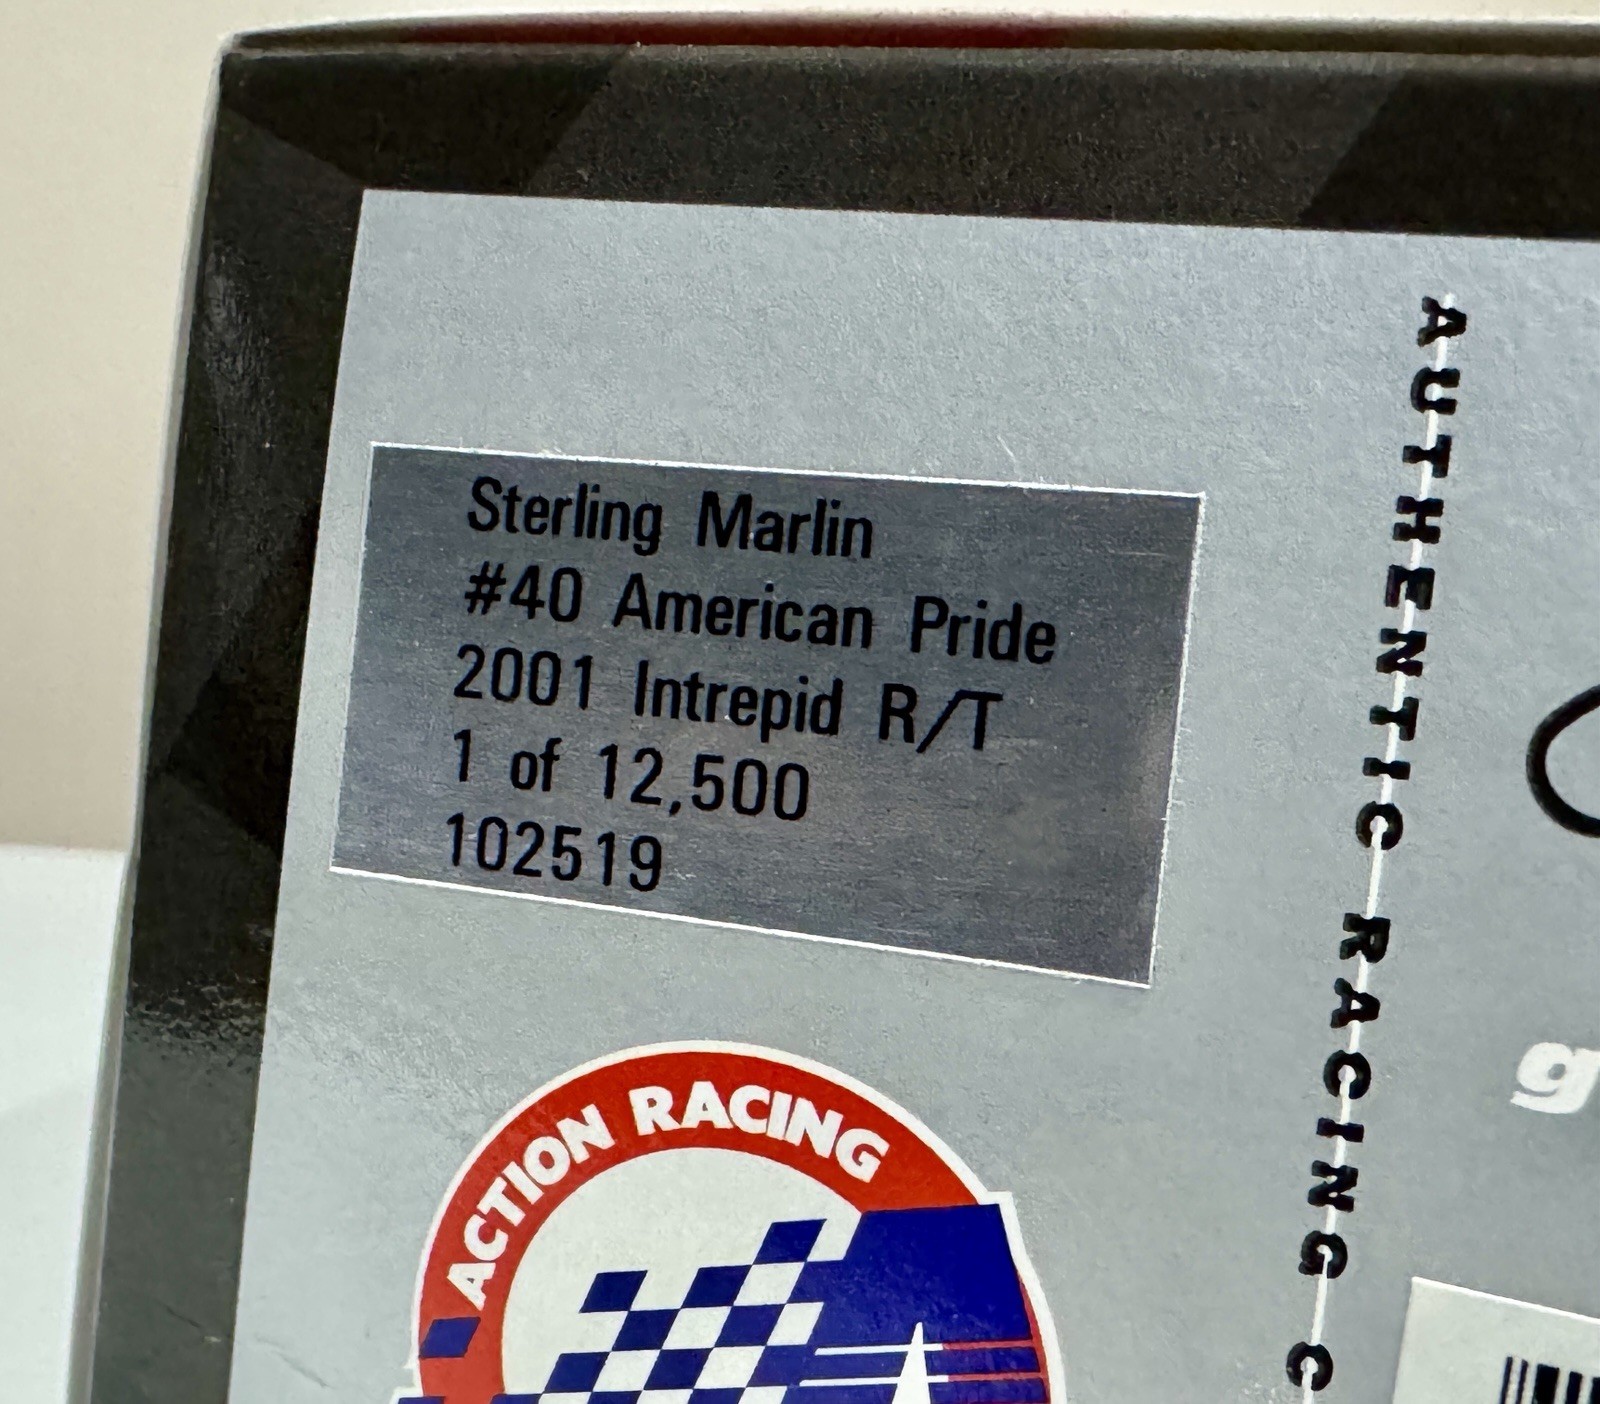 Sterling Marlin
#40 American Pride
2001 Intrepid R/T
1 of 12,500
102519
ACTION RACING
AUTHENTIC RACING C
g